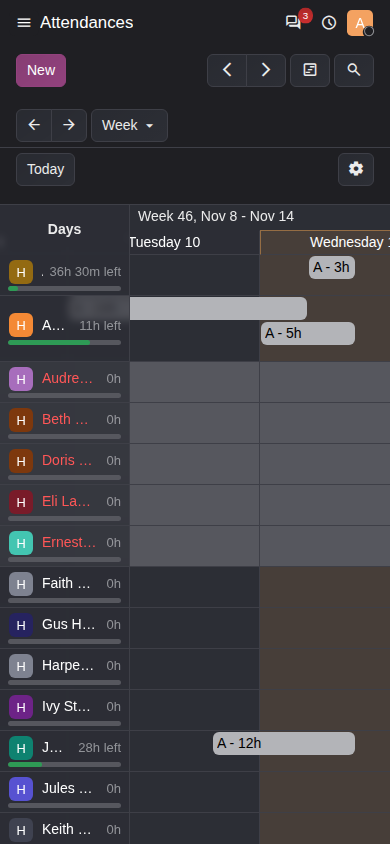 Attendances
3
A
New
Week
Today
Days
Week 46, Nov 8 - Nov 14
Tuesday 10
Wednesday 1
H . 36h 30m left
A - 3h
H A... 11h left
A - 5h
H Audre... 0h
H Beth ... 0h
H Doris ... 0h
H Eli La... 0h
H Ernest... 0h
H Faith ... 0h
H Gus H... 0h
H Harpe... 0h
H Ivy St... 0h
H J... 28h left
A - 12h
H Jules ... 0h
H Keith ... 0h